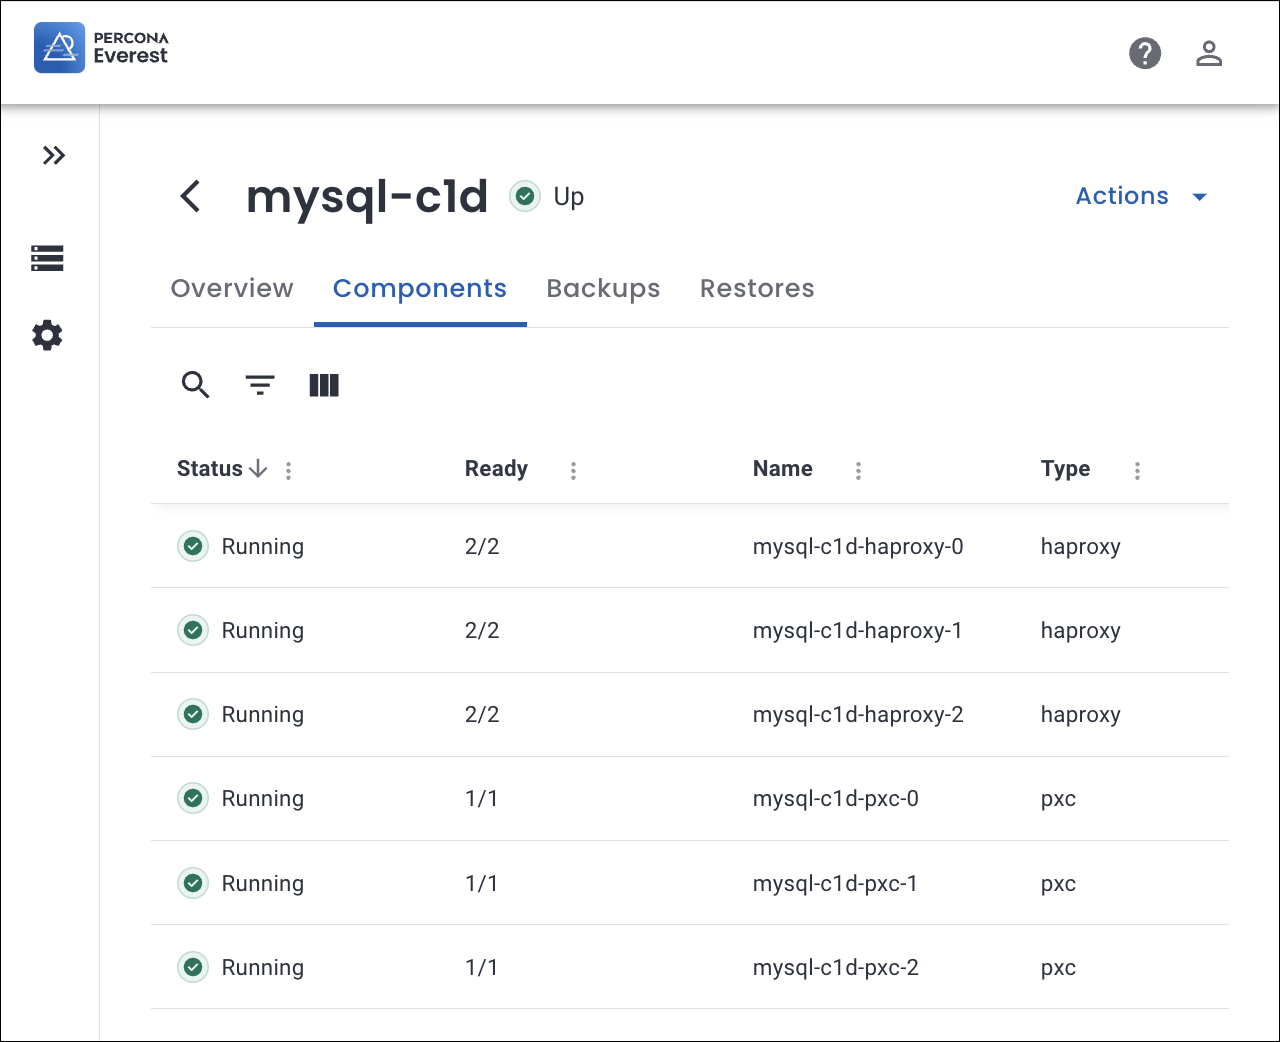 PERCONA
Everest
mysql-c1d Up Actions
Overview Components Backups Restores
Status Ready Name Type
Running 2/2 mysql-c1d-haproxy-0 haproxy
Running 2/2 mysql-c1d-haproxy-1 haproxy
Running 2/2 mysql-c1d-haproxy-2 haproxy
Running 1/1 mysql-c1d-pxc-0 pxc
Running 1/1 mysql-c1d-pxc-1 pxc
Running 1/1 mysql-c1d-pxc-2 pxc